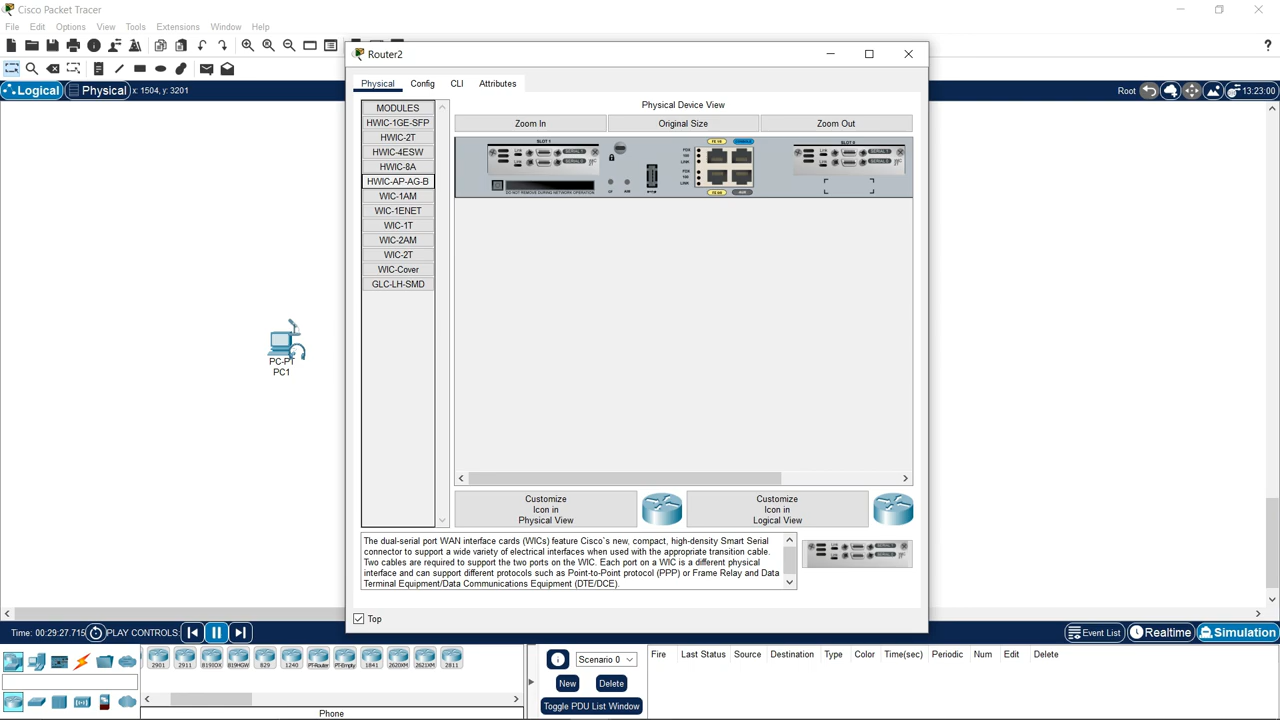 Cisco Packet Tracer
File Edit Options View Tools Extensions Window Help
Logical Physical x: 1504, y: 3201
Root 13:23:00
Router2
Physical Config CLI Attributes
MODULES
HWIC-1GE-SFP
HWIC-2T
HWIC-4ESW
HWIC-8A
HWIC-AP-AG-B
WIC-1AM
WIC-1ENET
WIC-1T
WIC-2AM
WIC-2T
WIC-Cover
GLC-LH-SMD
Physical Device View
Zoom In Original Size Zoom Out
SLOT 1
SLOT 0
DO NOT REMOVE DURING NETWORK OPERATION
PC-PT
PC1
Customize
Icon in
Physical View
Customize
Icon in
Logical View
The dual-serial port WAN interface cards (WICs) feature Cisco`s new, compact, high-density Smart Serial
connector to support a wide variety of electrical interfaces when used with the appropriate transition cable.
Two cables are required to support the two ports on the WIC. Each port on a WIC is a different physical
interface and can support different protocols such as Point-to-Point protocol (PPP) or Frame Relay and Data
Terminal Equipment/Data Communications Equipment (DTE/DCE).
Top
Time: 00:29:27.715 PLAY CONTROLS:
Event List Realtime Simulation
2901 2911 819IOX 819HGW 829 1240 PT-Router PT-Empty 1841 2620XM 2621XM 2811
Phone
Scenario 0
New Delete
Toggle PDU List Window
Fire Last Status Source Destination Type Color Time(sec) Periodic Num Edit Delete